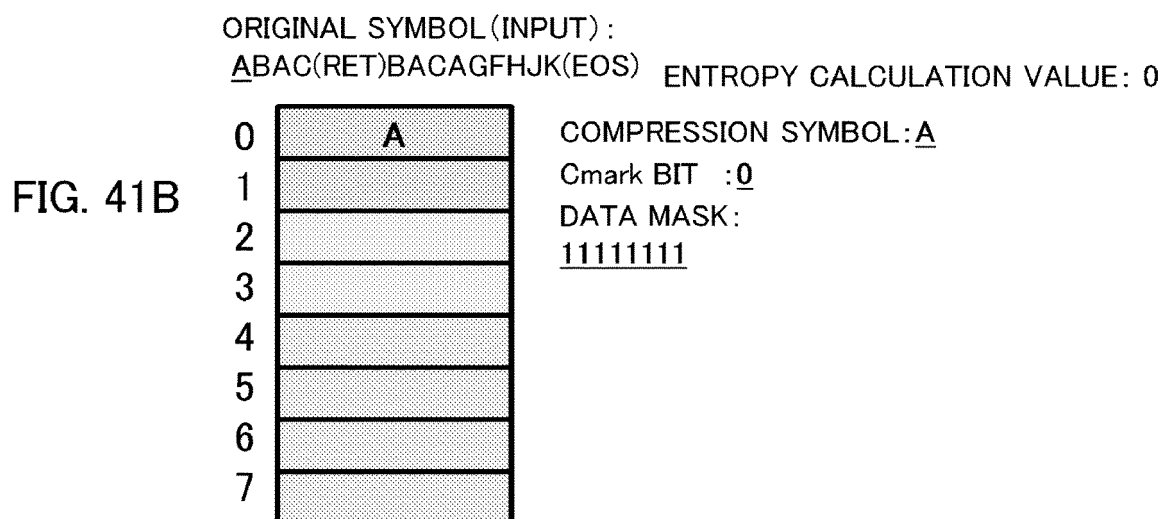 ORIGINAL SYMBOL(INPUT):
ABAC(RET)BACAGFHJK(EOS) ENTROPY CALCULATION VALUE: 0
0 A COMPRESSION SYMBOL:A
FIG. 41B
1 Cmark BIT :0
2 DATA MASK:
11111111
3
4
5
6
7